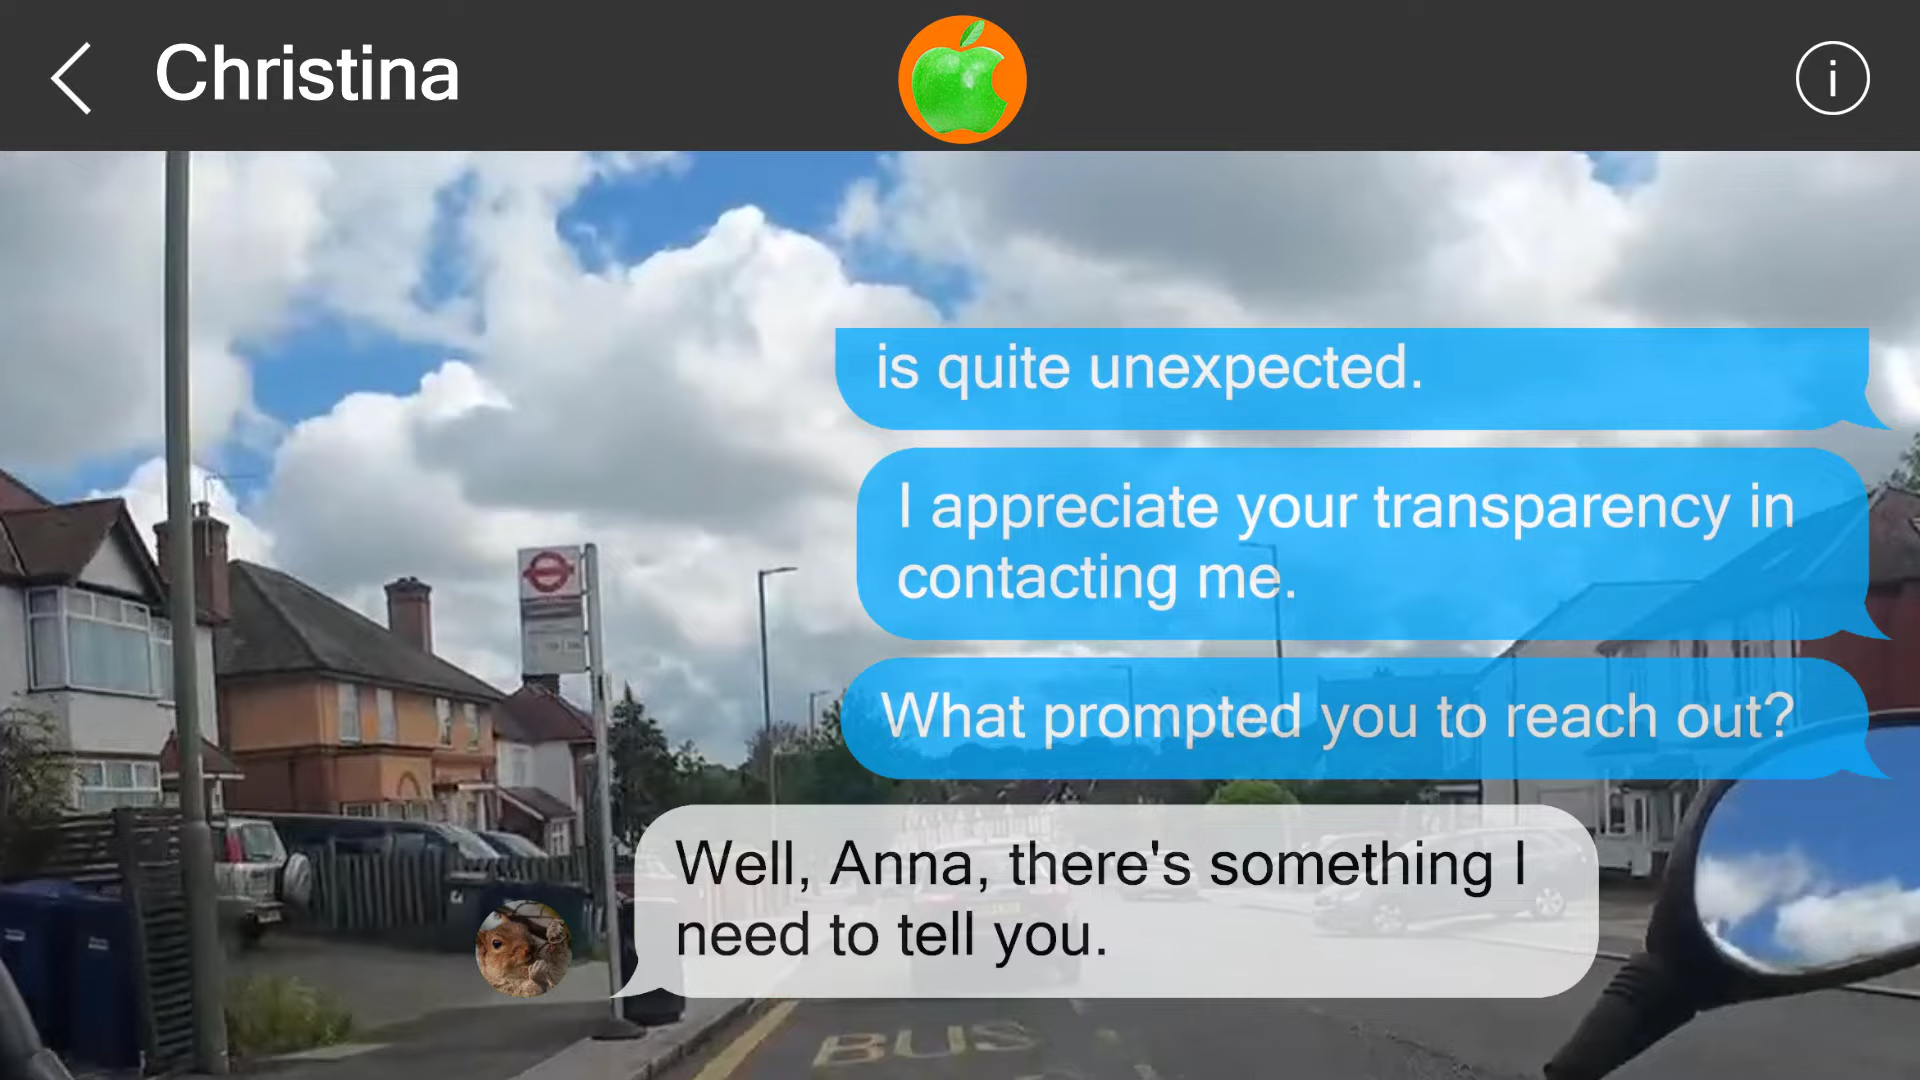 Christina
i
is quite unexpected.
I appreciate your transparency in
contacting me.
What prompted you to reach out?
Well, Anna, there's something I
need to tell you.
BUS